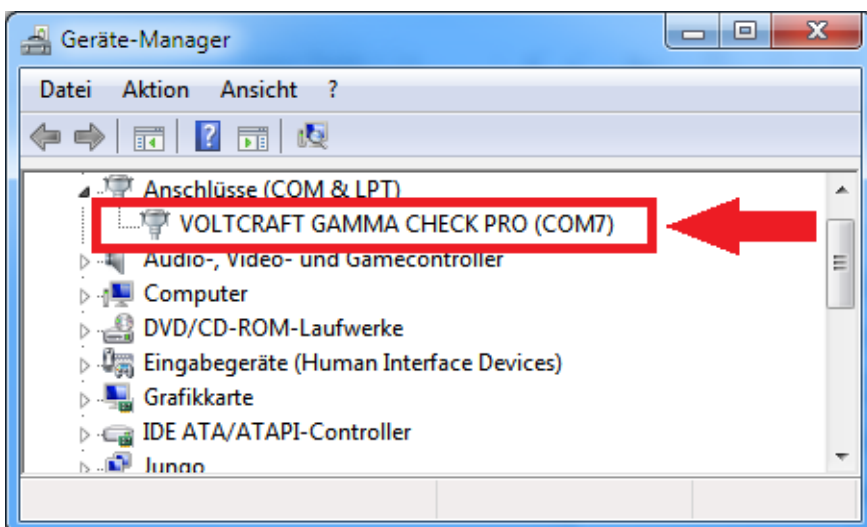 Geräte-Manager
Datei Aktion Ansicht ?
Anschlüsse (COM & LPT)
VOLTCRAFT GAMMA CHECK PRO (COM7)
Audio-, Video- und Gamecontroller
Computer
DVD/CD-ROM-Laufwerke
Eingabegeräte (Human Interface Devices)
Grafikkarte
IDE ATA/ATAPI-Controller
Jungo